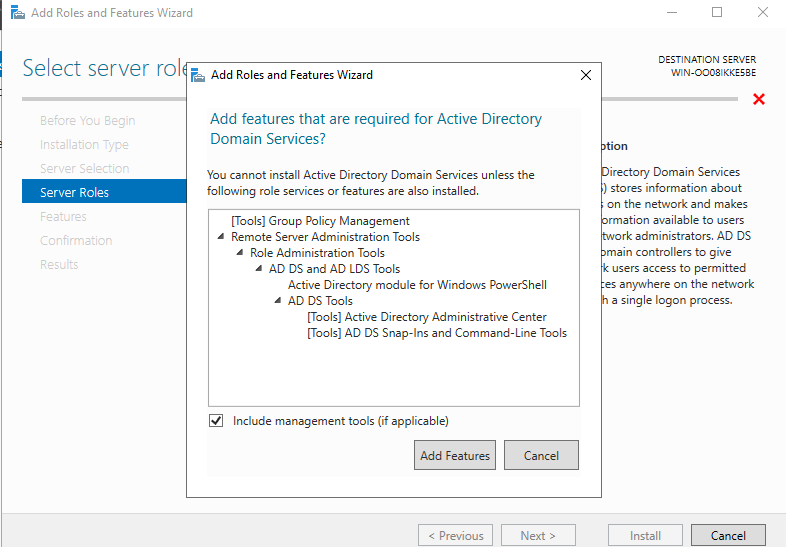 Add Roles and Features Wizard
Select server role
DESTINATION SERVER
WIN-OO08IKKE5BE
Before You Begin
Installation Type
Server Selection
Server Roles
Features
Confirmation
Results
Add Roles and Features Wizard
Add features that are required for Active Directory
Domain Services?
You cannot install Active Directory Domain Services unless the
following role services or features are also installed.
[Tools] Group Policy Management
Remote Server Administration Tools
Role Administration Tools
AD DS and AD LDS Tools
Active Directory module for Windows PowerShell
AD DS Tools
[Tools] Active Directory Administrative Center
[Tools] AD DS Snap-Ins and Command-Line Tools
Include management tools (if applicable)
Add Features
Cancel
ption
Directory Domain Services
) stores information about
s on the network and makes
ormation available to users
twork administrators. AD DS
omain controllers to give
k users access to permitted
ces anywhere on the network
h a single logon process.
< Previous
Next >
Install
Cancel